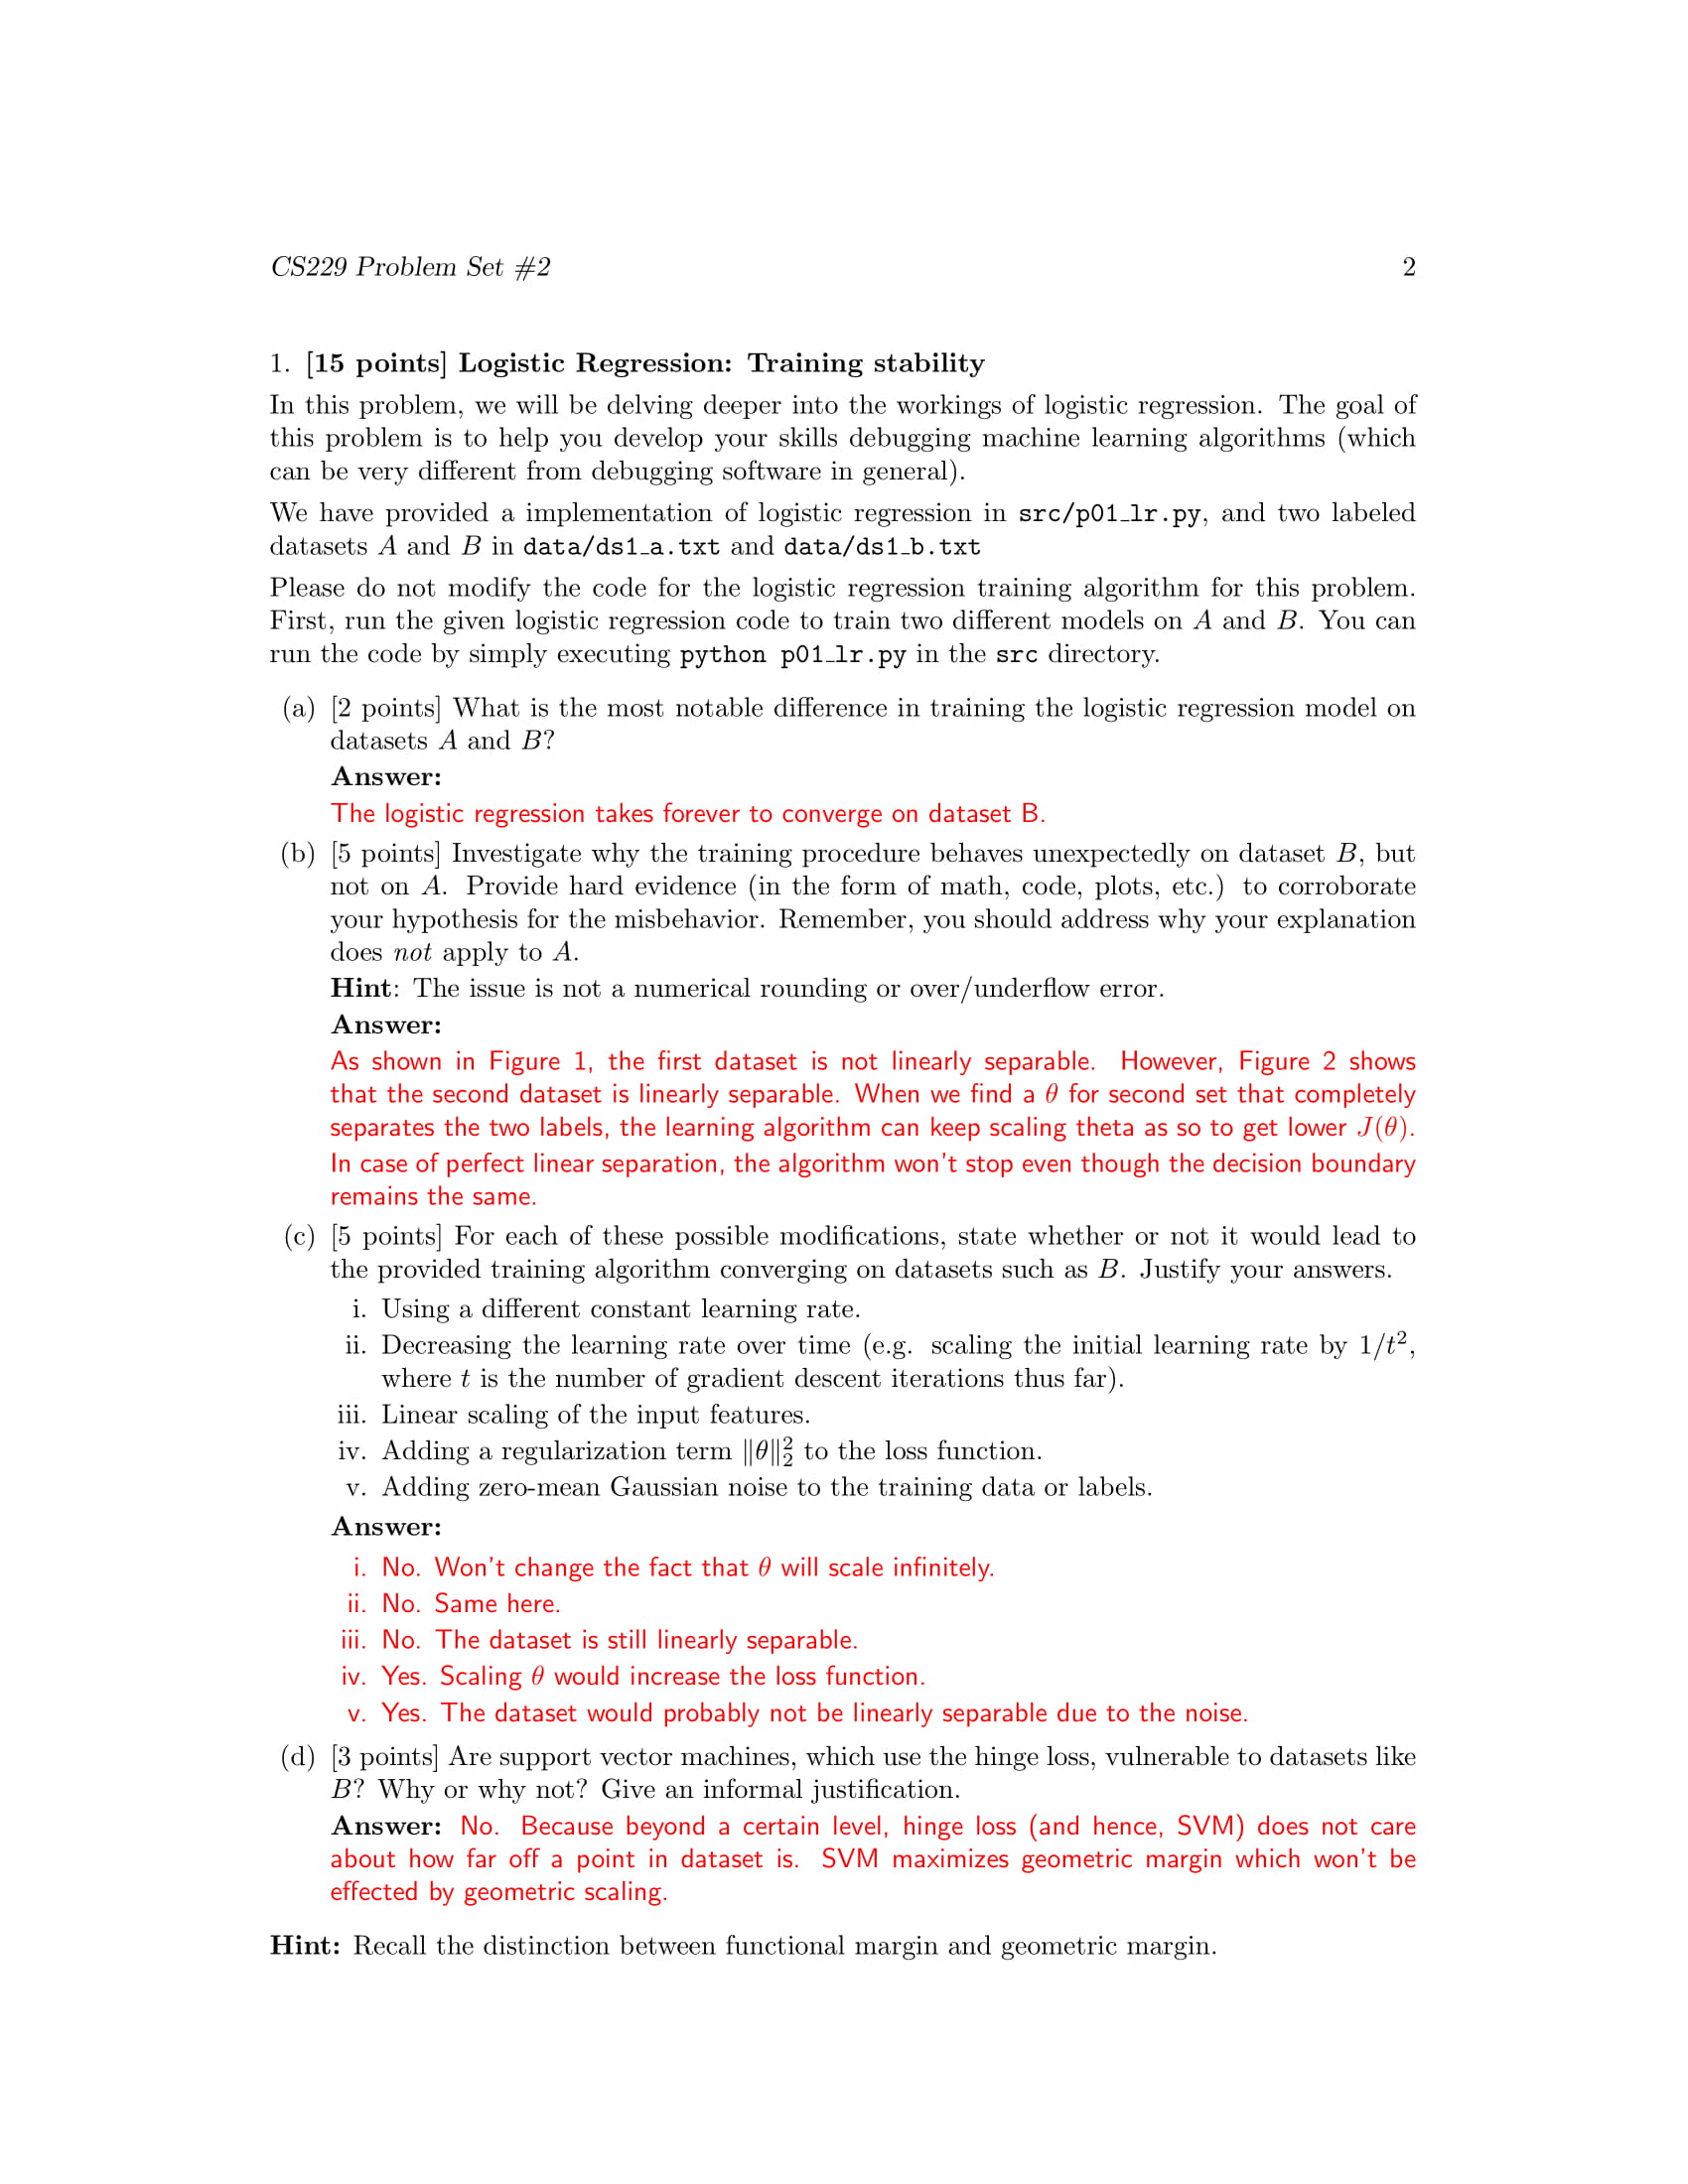 CS229 Problem Set #2 2
1. [15 points] Logistic Regression: Training stability
In this problem, we will be delving deeper into the workings of logistic regression. The goal of
this problem is to help you develop your skills debugging machine learning algorithms (which
can be very different from debugging software in general).
We have provided a implementation of logistic regression in src/p01_lr.py, and two labeled
datasets A and B in data/ds1_a.txt and data/ds1_b.txt
Please do not modify the code for the logistic regression training algorithm for this problem.
First, run the given logistic regression code to train two different models on A and B. You can
run the code by simply executing python p01_lr.py in the src directory.
(a) [2 points] What is the most notable difference in training the logistic regression model on
datasets A and B?
Answer:
The logistic regression takes forever to converge on dataset B.
(b) [5 points] Investigate why the training procedure behaves unexpectedly on dataset B, but
not on A. Provide hard evidence (in the form of math, code, plots, etc.) to corroborate
your hypothesis for the misbehavior. Remember, you should address why your explanation
does not apply to A.
Hint: The issue is not a numerical rounding or over/underflow error.
Answer:
As shown in Figure 1, the first dataset is not linearly separable. However, Figure 2 shows
that the second dataset is linearly separable. When we find a θ for second set that completely
separates the two labels, the learning algorithm can keep scaling theta as so to get lower J(θ).
In case of perfect linear separation, the algorithm won't stop even though the decision boundary
remains the same.
(c) [5 points] For each of these possible modifications, state whether or not it would lead to
the provided training algorithm converging on datasets such as B. Justify your answers.
i. Using a different constant learning rate.
ii. Decreasing the learning rate over time (e.g. scaling the initial learning rate by 1/t²,
where t is the number of gradient descent iterations thus far).
iii. Linear scaling of the input features.
iv. Adding a regularization term ‖θ‖₂² to the loss function.
v. Adding zero-mean Gaussian noise to the training data or labels.
Answer:
i. No. Won't change the fact that θ will scale infinitely.
ii. No. Same here.
iii. No. The dataset is still linearly separable.
iv. Yes. Scaling θ would increase the loss function.
v. Yes. The dataset would probably not be linearly separable due to the noise.
(d) [3 points] Are support vector machines, which use the hinge loss, vulnerable to datasets like
B? Why or why not? Give an informal justification.
Answer: No. Because beyond a certain level, hinge loss (and hence, SVM) does not care
about how far off a point in dataset is. SVM maximizes geometric margin which won't be
effected by geometric scaling.
Hint: Recall the distinction between functional margin and geometric margin.